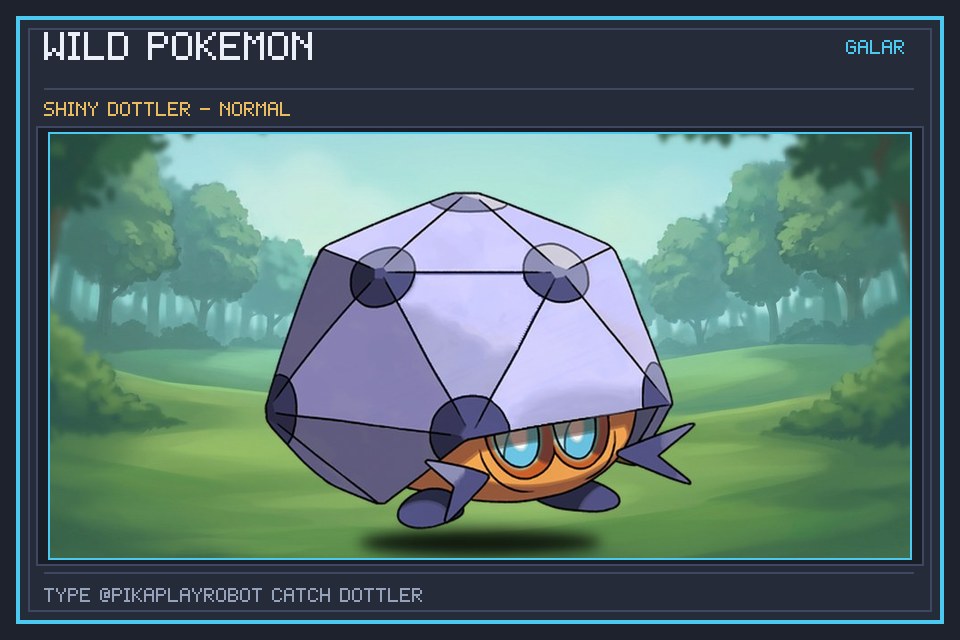 WILD POKEMON
GALAR
SHINY DOTTLER - NORMAL
TYPE @PIKAPLAYROBOT CATCH DOTTLER